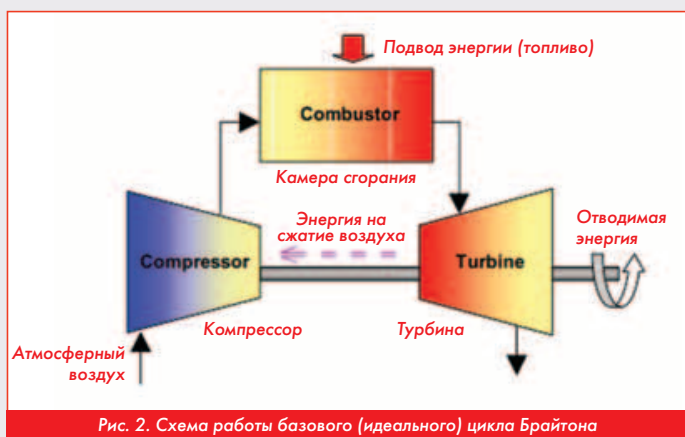 Подвод энергии (топливо)
Combustor
Камера сгорания
Энергия на
сжатие воздуха
Отводимая
энергия
Compressor
Turbine
Компрессор
Турбина
Атмосферный
воздух
Рис. 2. Схема работы базового (идеального) цикла Брайтона